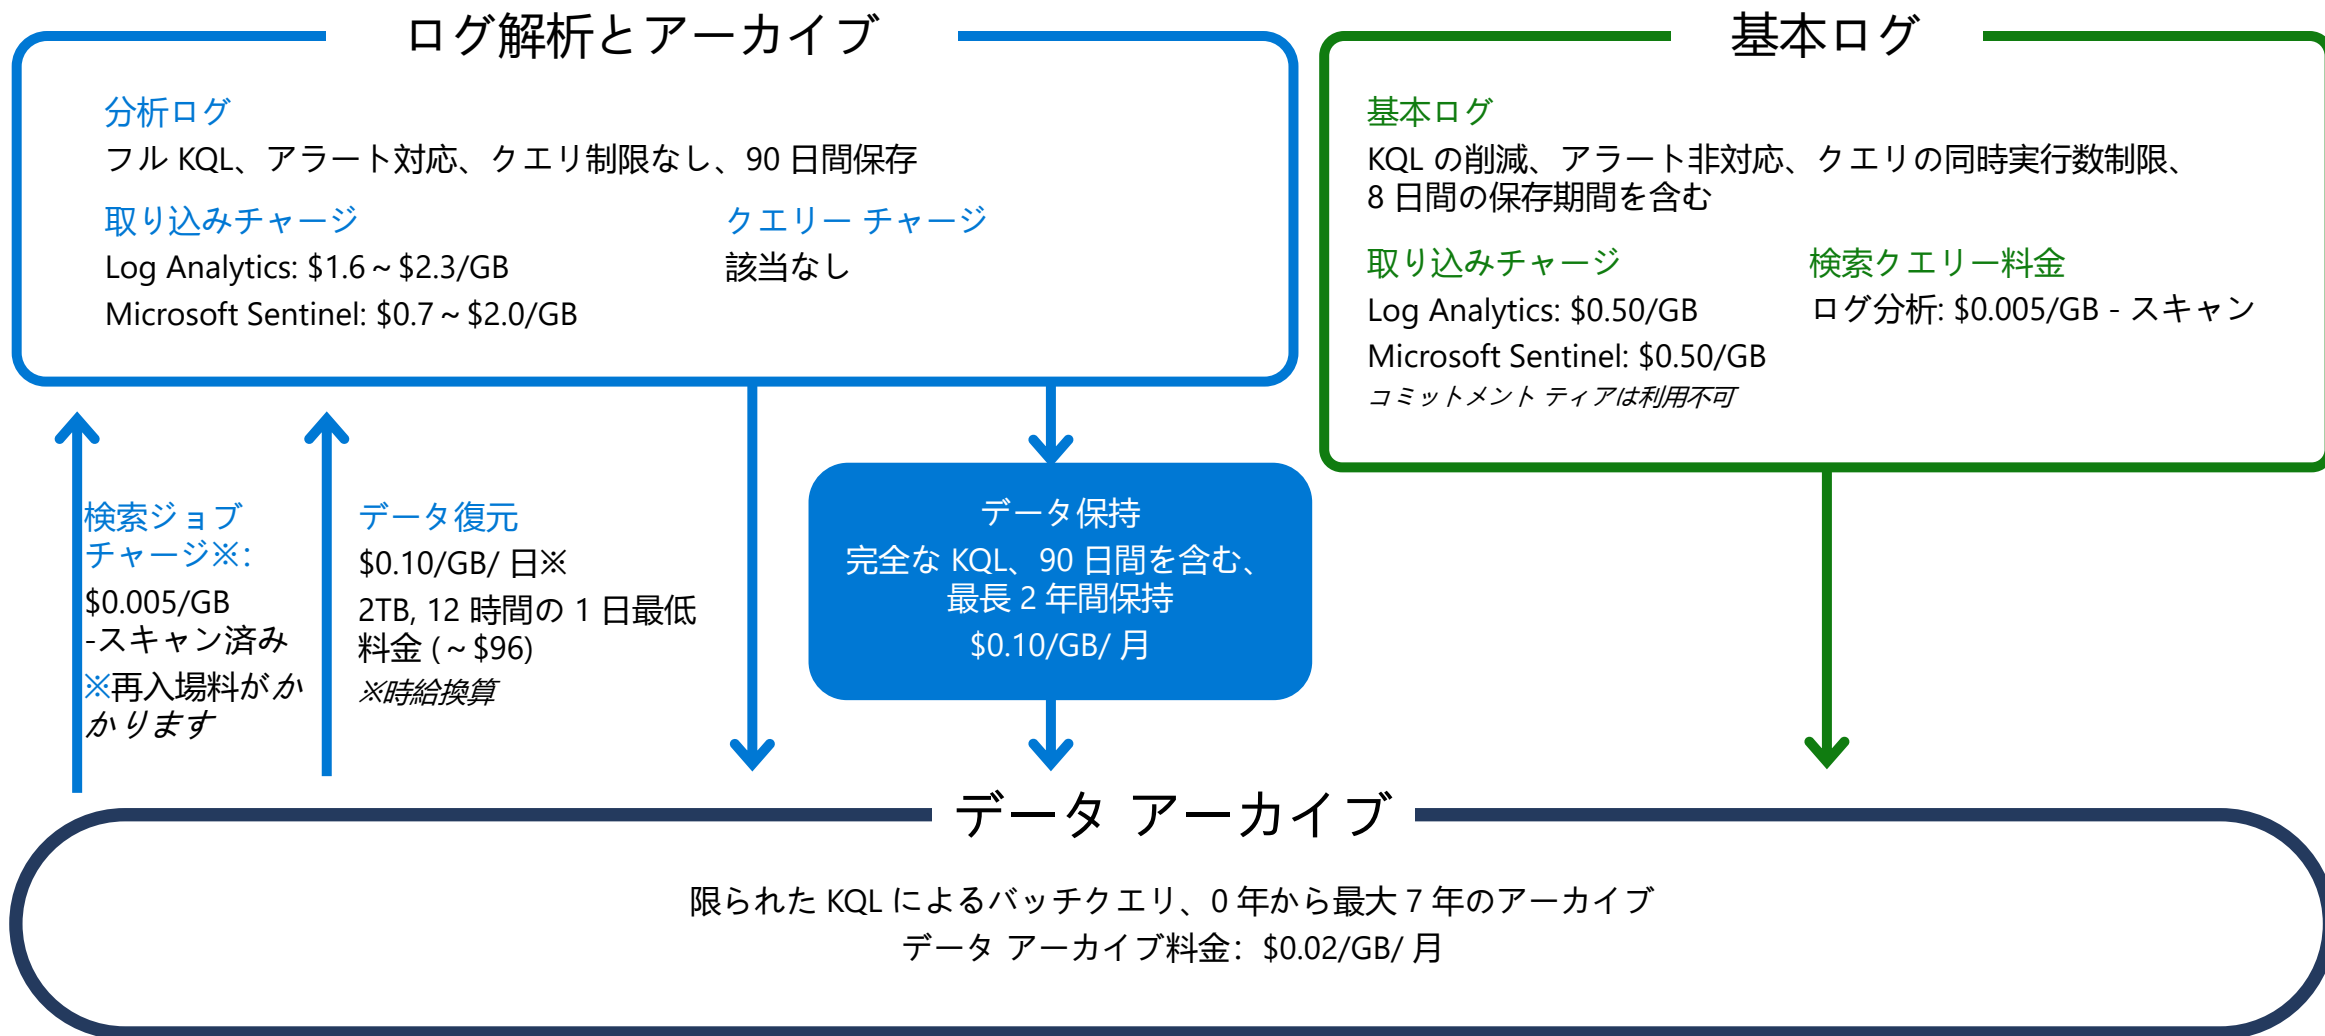 ログ解析とアーカイブ
分析ログ
フル KQL、アラート対応、クエリ制限なし、90 日間保存
取り込みチャージ
Log Analytics: $1.6～$2.3/GB
Microsoft Sentinel: $0.7～$2.0/GB
クエリー チャージ
該当なし
基本ログ
基本ログ
KQL の削減、アラート非対応、クエリの同時実行数制限、
8 日間の保存期間を含む
取り込みチャージ
Log Analytics: $0.50/GB
Microsoft Sentinel: $0.50/GB
コミットメント ティアは利用不可
検索クエリー料金
ログ分析: $0.005/GB - スキャン
検索ジョブ
チャージ※:
$0.005/GB
-スキャン済み
※再入場料がか
かります
データ復元
$0.10/GB/ 日※
2TB, 12 時間の 1 日最低
料金 (～$96)
※時給換算
データ保持
完全な KQL、90 日間を含む、
最長 2 年間保持
$0.10/GB/ 月
データ アーカイブ
限られた KQL によるバッチクエリ、0 年から最大 7 年のアーカイブ
データ アーカイブ料金: $0.02/GB/ 月